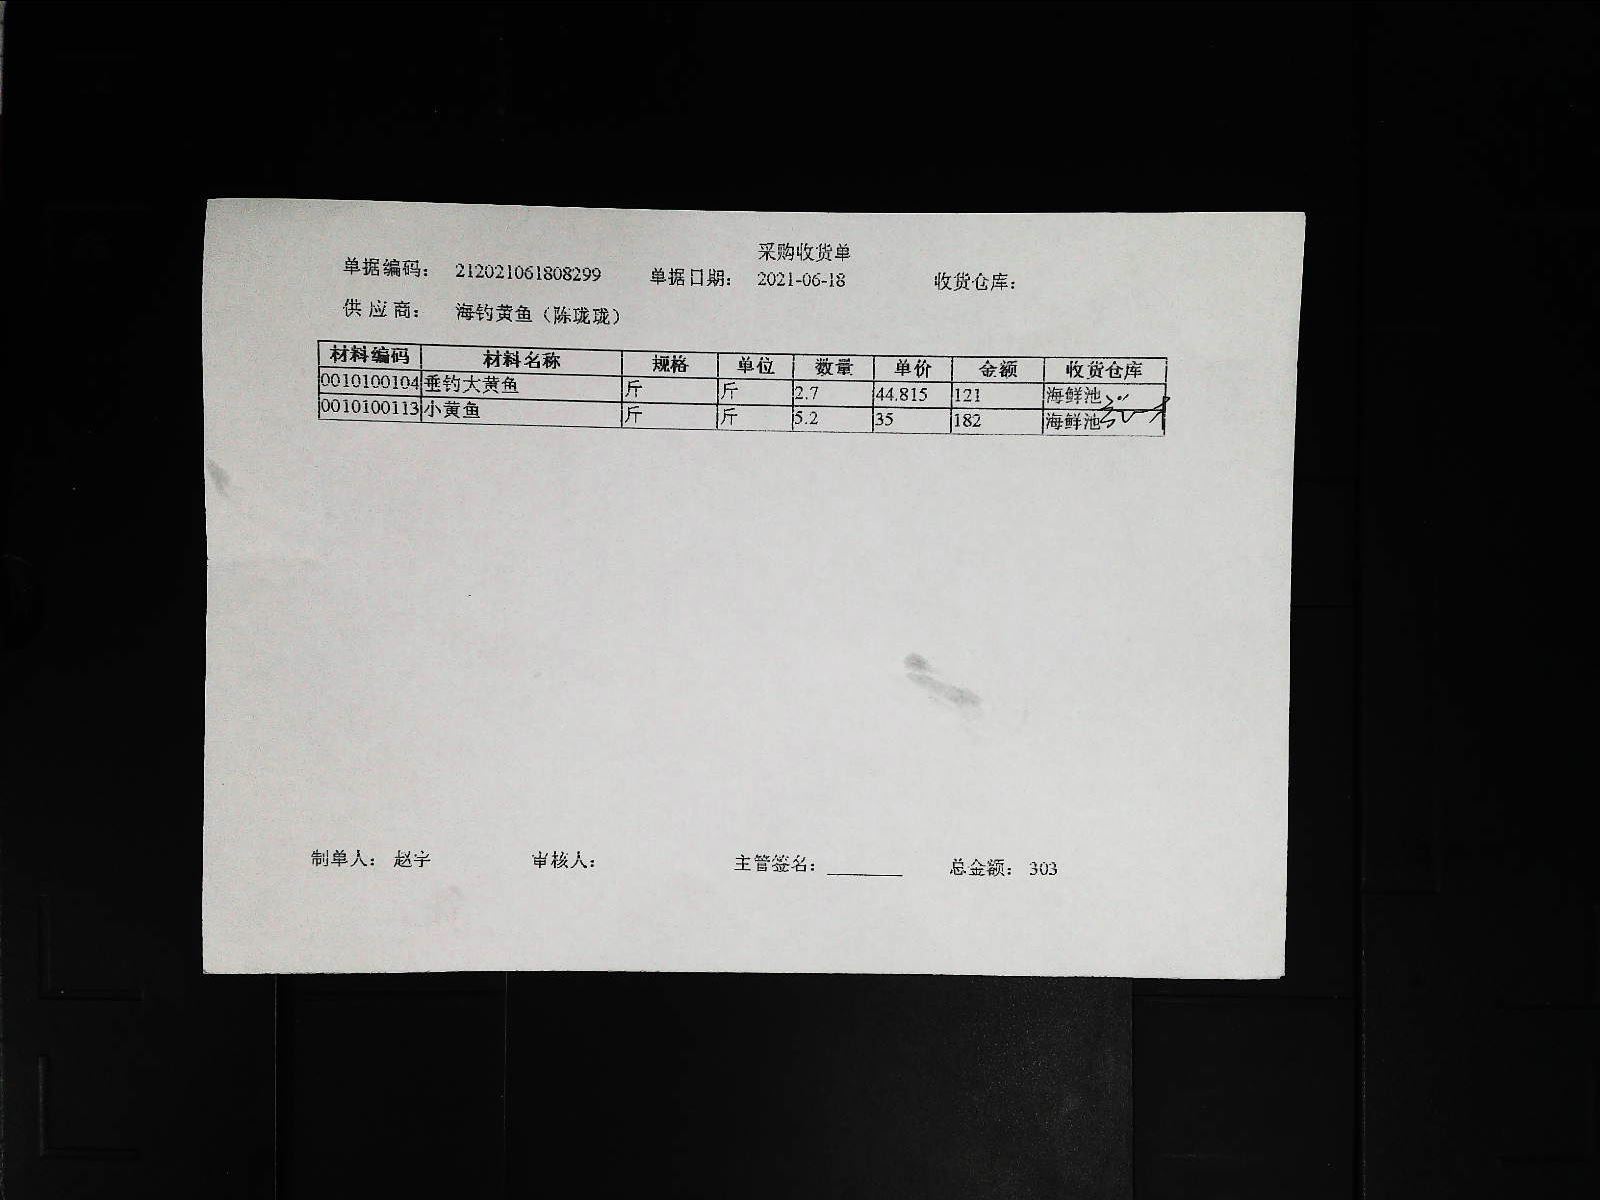 采购收货单
单据编码： 212021061808299 单据日期： 2021-06-18 收货仓库：
供应商： 海钓黄鱼（陈珑珑）
材料编码 材料名称 规格 单位 数量 单价 金额 收货仓库
0010100104 垂钓大黄鱼 斤 斤 2.7 44.815 121 海鲜池
0010100113 小黄鱼 斤 斤 5.2 35 182 海鲜池
制单人： 赵宇 审核人： 主管签名： 总金额： 303